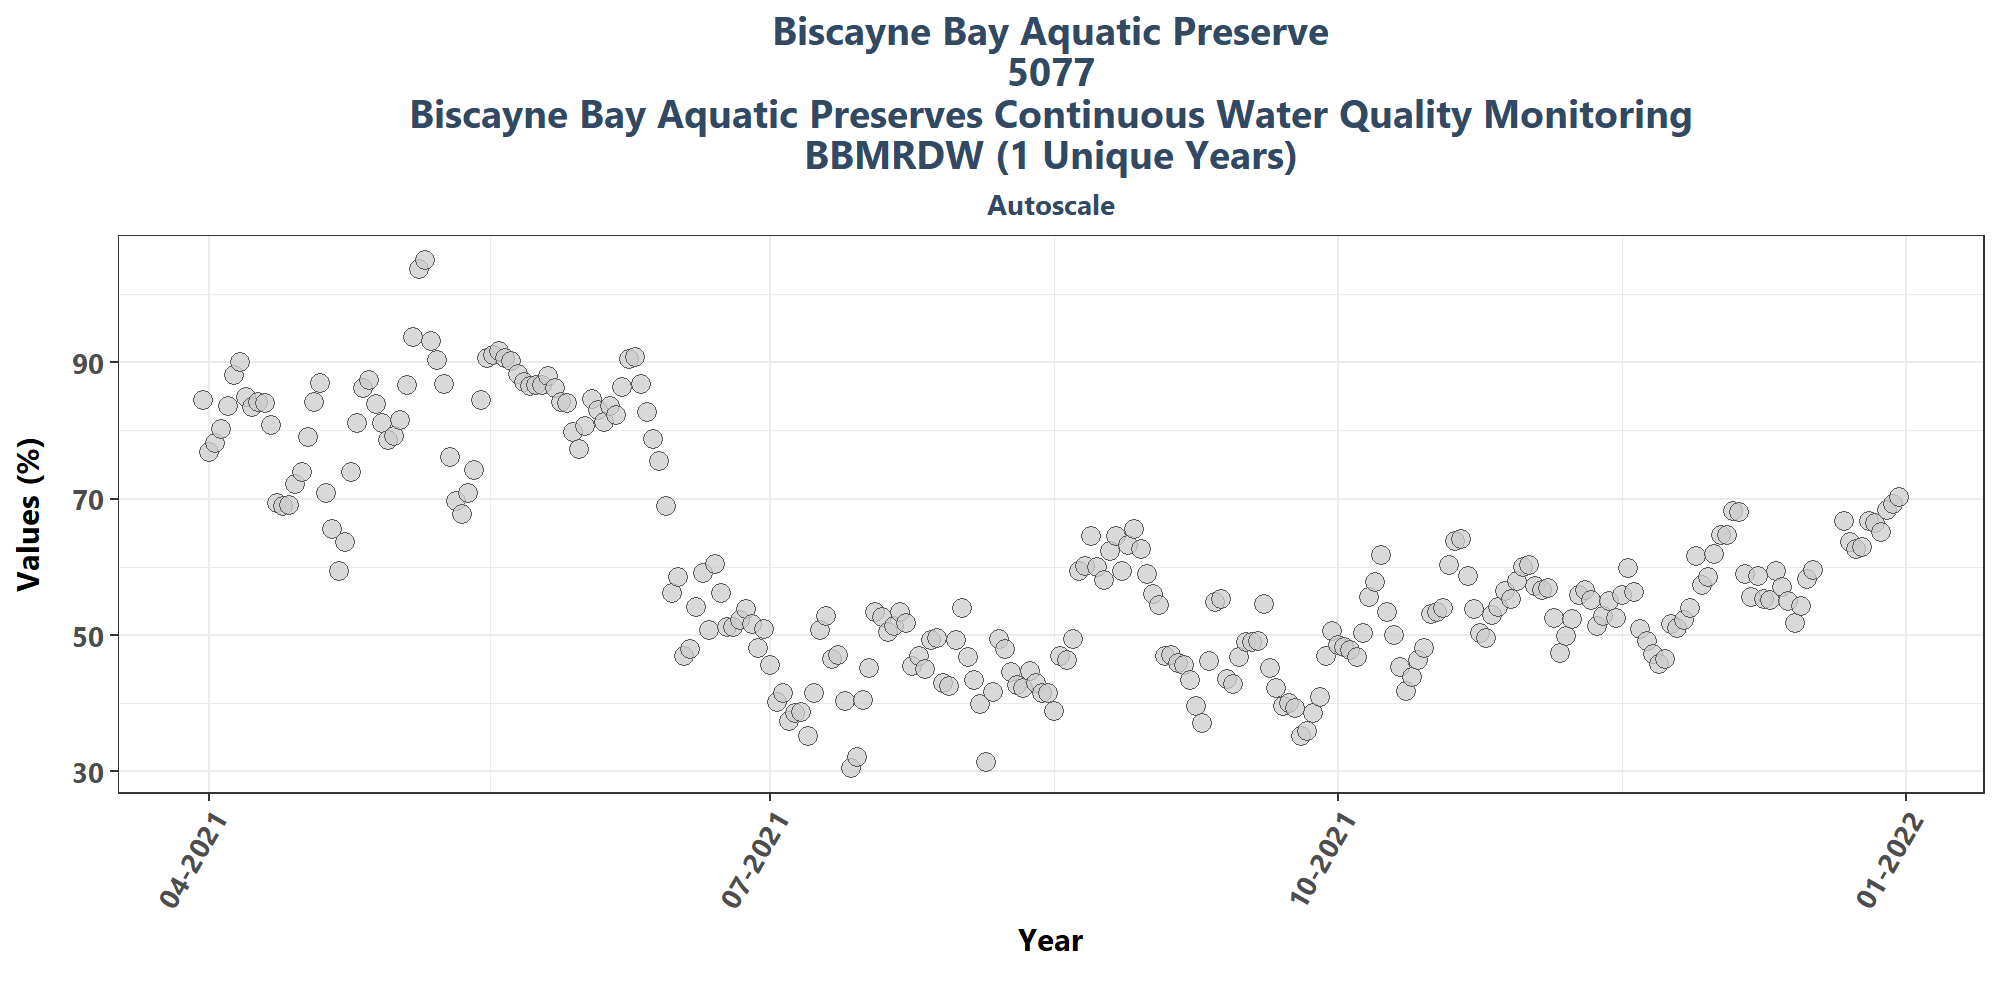 Biscayne Bay Aquatic Preserve
5077
Biscayne Bay Aquatic Preserves Continuous Water Quality Monitoring
BBMRDW (1 Unique Years)
Autoscale
Values (%)
90
70
50
30
04-2021
07-2021
10-2021
01-2022
Year